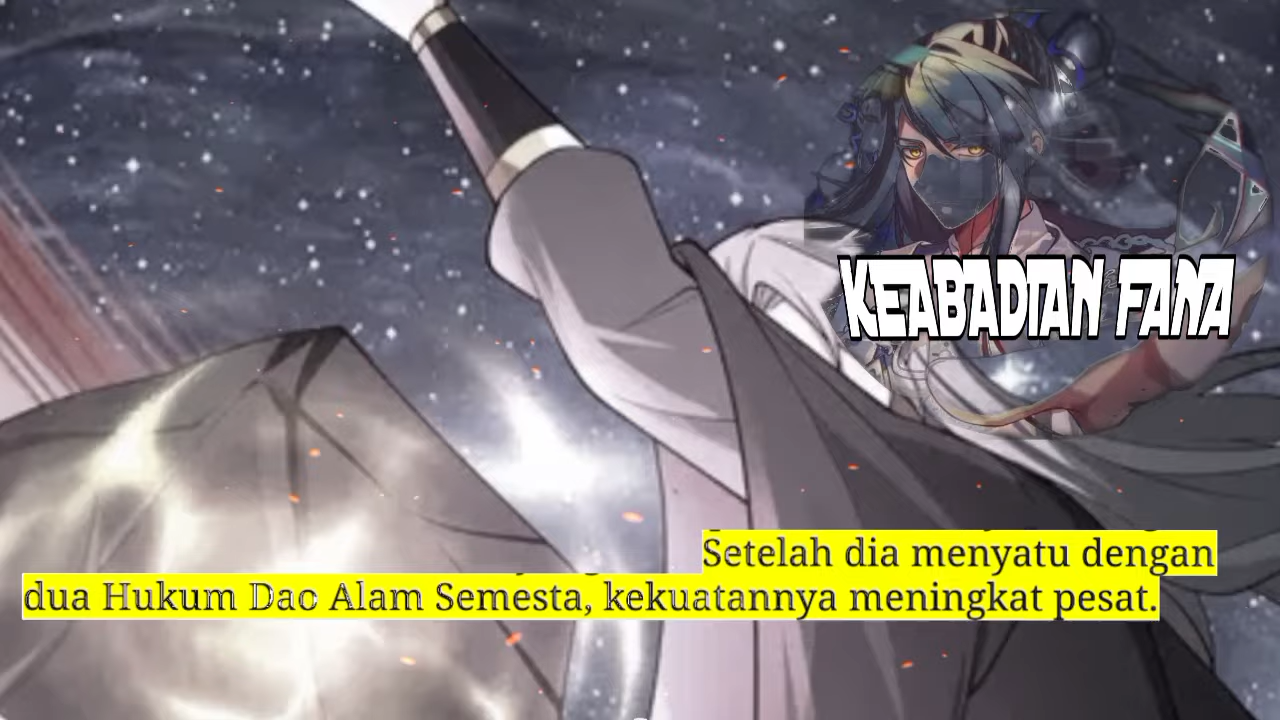 KEABADIAN FANA
Setelah dia menyatu dengan
dua Hukum Dao Alam Semesta, kekuatannya meningkat pesat.